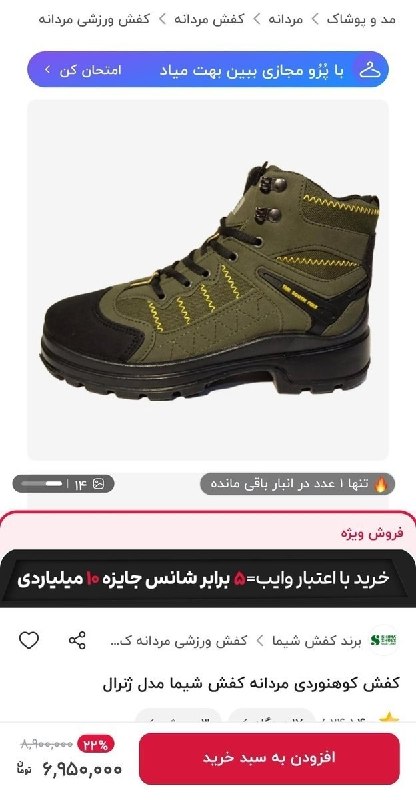 مد و پوشاک > مردانه > کفش مردانه > کفش ورزشی مردانه
با پُرُو مجازی ببین بهت میاد
امتحان کن >
۱۴
تنها ۱ عدد در انبار باقی مانده
فروش ویژه
خرید با اعتبار وایب=۵ برابر شانس جایزه ۱۰ میلیاردی
برند کفش شیما > کفش ورزشی مردانه ک...
کفش کوهنوردی مردانه کفش شیما مدل ژنرال
افزودن به سبد خرید
۲۲% ۸,۹۰۰,۰۰۰
۶,۹۵۰,۰۰۰ تومان